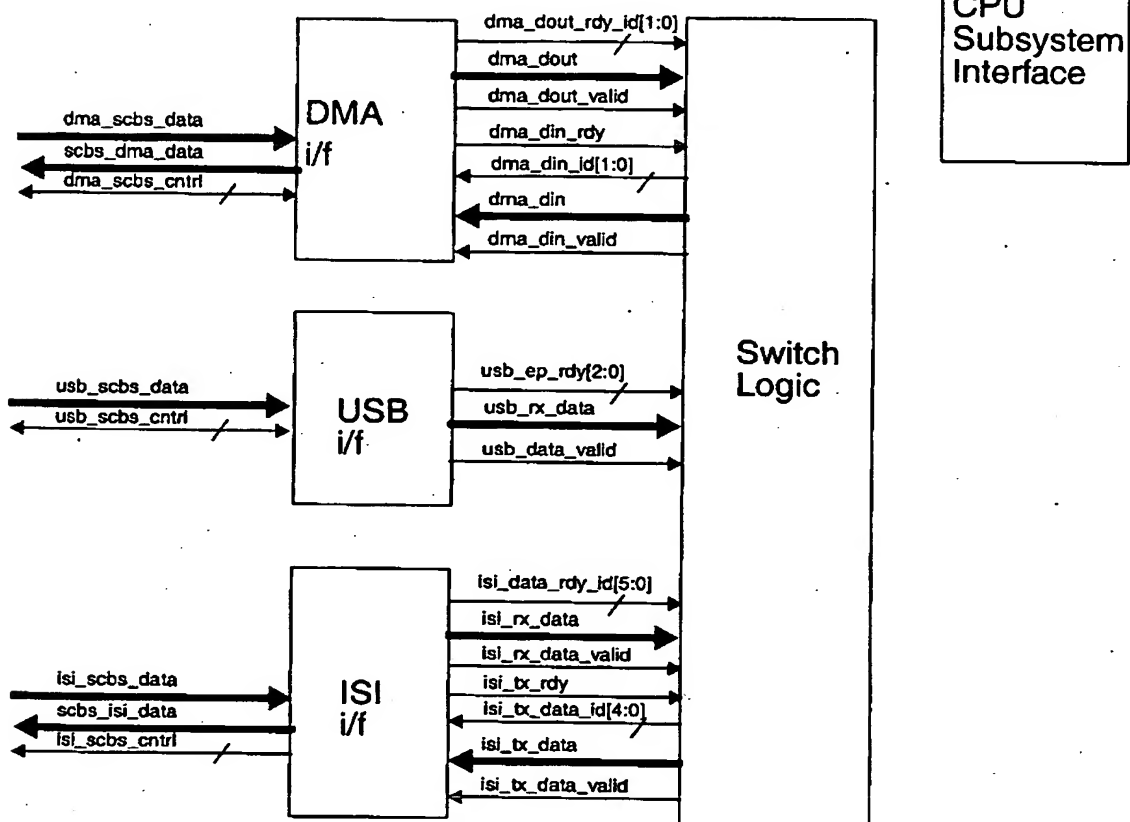 dma_dout_rdy_id[1:0]
dma_dout
dma_dout_valid
dma_din_rdy
dma_din_id[1:0]
dma_din
dma_din_valid
dma_scbs_data
scbs_dma_data
dma_scbs_cntrl
DMA
i/f
CPU
Subsystem
Interface
usb_scbs_data
usb_scbs_cntrl
USB
i/f
usb_ep_rdy[2:0]
usb_rx_data
usb_data_valid
Switch
Logic
isi_data_rdy_id[5:0]
isi_rx_data
isi_rx_data_valid
isi_tx_rdy
isi_tx_data_id[4:0]
isi_tx_data
isi_tx_data_valid
isi_scbs_data
scbs_isi_data
isi_scbs_cntrl
ISI
i/f